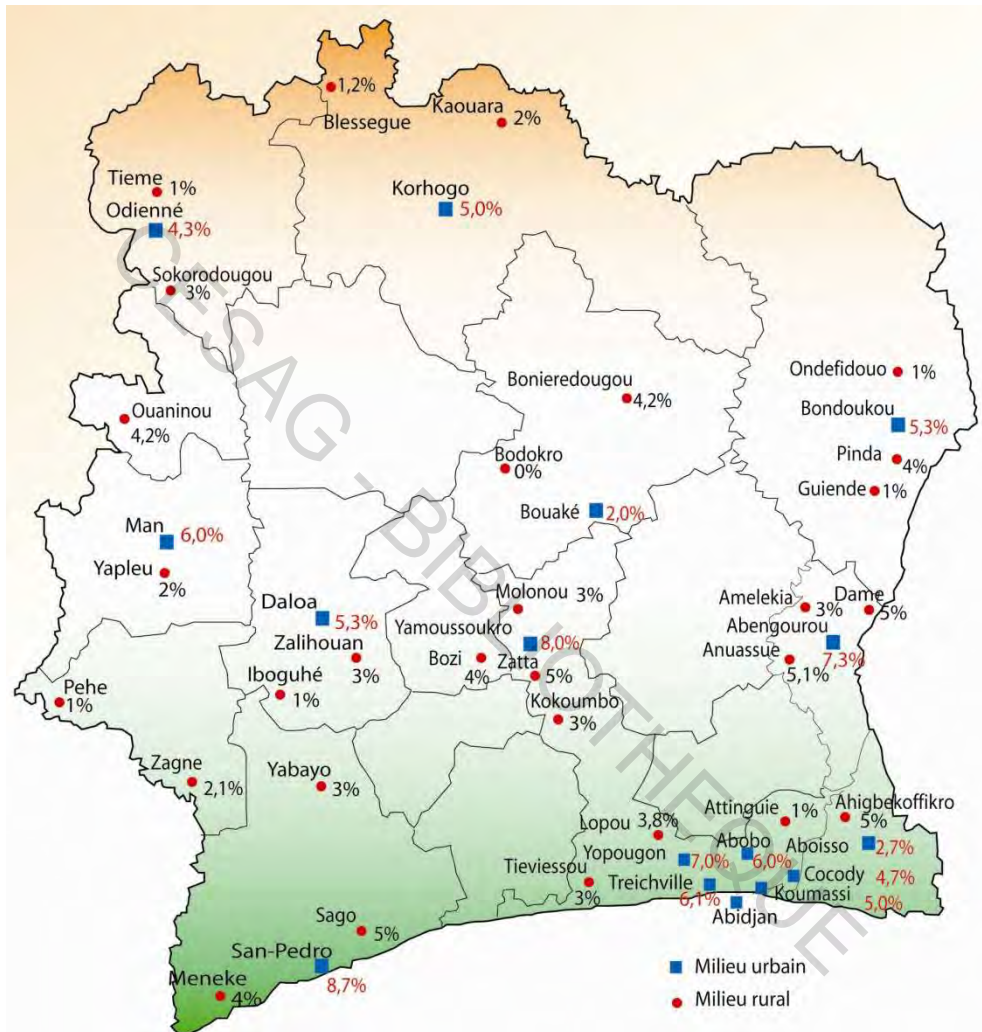 1,2%
Blessegue
Kaouara
2%
Tieme
1%
Odienné
4,3%
Korhogo
5,0%
Sokorodougou
3%
Ouaninou
4,2%
Bonieredougou
4,2%
Ondefidouo
1%
Bondoukou
5,3%
Pinda
4%
Guiende
1%
Bodokro
0%
Bouaké
2,0%
Man
6,0%
Yapleu
2%
Molonou
3%
Amelekia
3%
Dame
5%
Daloa
5,3%
Yamoussokro
8,0%
Abengourou
7,3%
Zalihouan
3%
Bozi
4%
Zatta
5%
Anuassue
5,1%
Iboguhé
1%
Pehe
1%
Kokoumbo
3%
Zagne
2,1%
Yabayo
3%
Attinguie
1%
Ahigbekoffikro
5%
Lopou
3,8%
Abobo
6,0%
Aboisso
2,7%
Yopougon
7,0%
Cocody
4,7%
Tieviessou
3%
Treichville
6,1%
Koumassi
5,0%
Abidjan
Sago
5%
San-Pedro
8,7%
Meneke
4%
Milieu urbain
Milieu rural
CESAG - BIBLIOTHEQUE